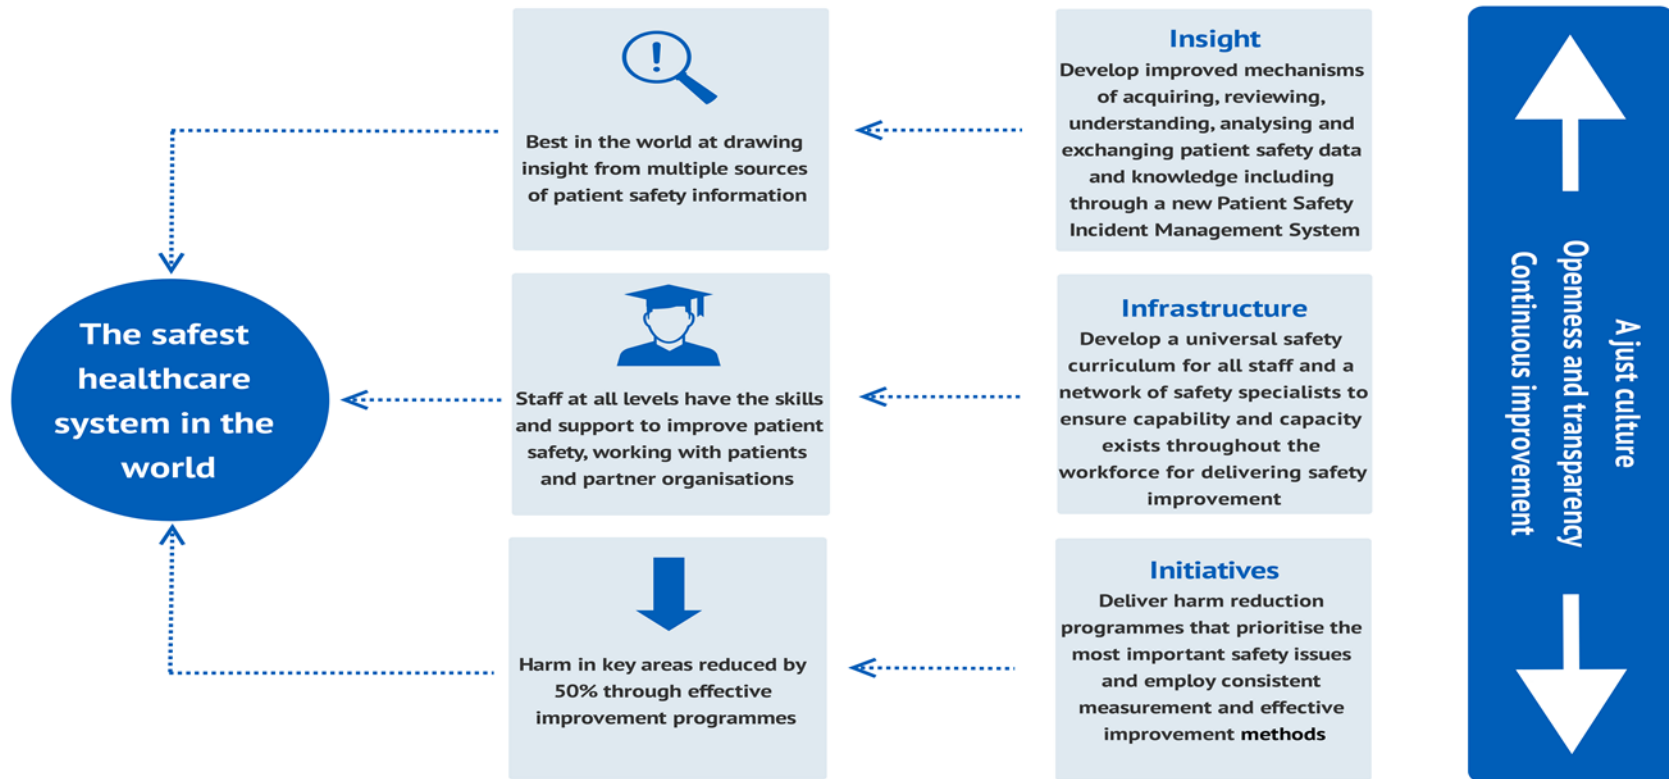 The safest
healthcare
system in the
world
!
Best in the world at drawing
insight from multiple sources
of patient safety information
Staff at all levels have the skills
and support to improve patient
safety, working with patients
and partner organisations
Harm in key areas reduced by
50% through effective
improvement programmes
Insight
Develop improved mechanisms
of acquiring, reviewing,
understanding, analysing and
exchanging patient safety data
and knowledge including
through a new Patient Safety
Incident Management System
Infrastructure
Develop a universal safety
curriculum for all staff and a
network of safety specialists to
ensure capability and capacity
exists throughout the
workforce for delivering safety
improvement
Initiatives
Deliver harm reduction
programmes that prioritise the
most important safety issues
and employ consistent
measurement and effective
improvement methods
A just culture
Openness and transparency
Continuous improvement